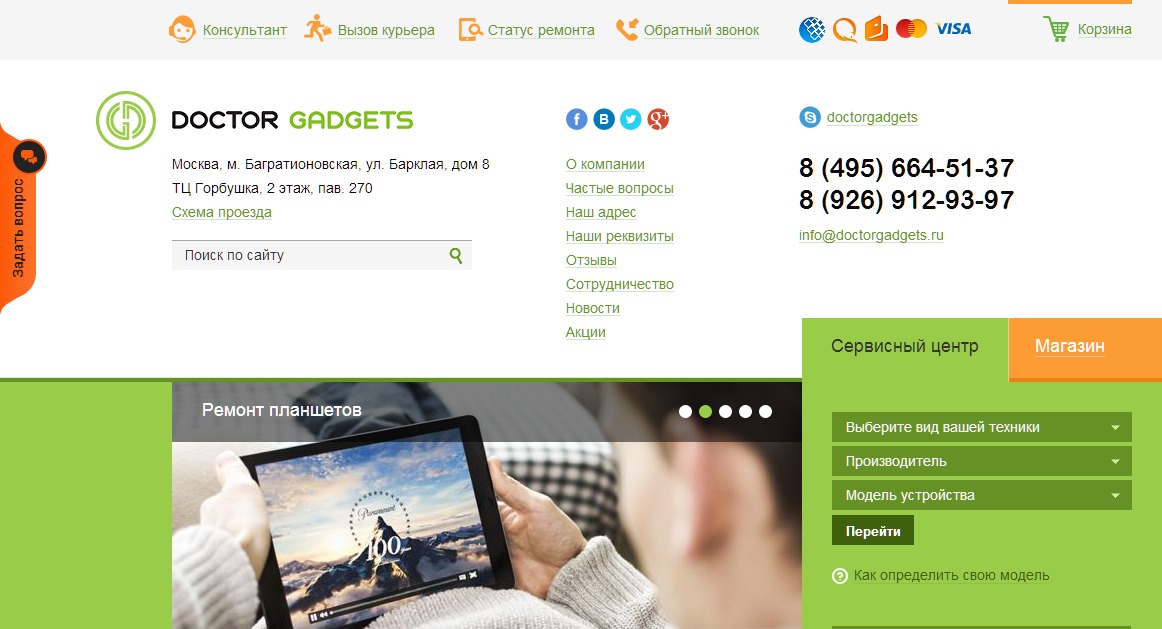 Консультант
Вызов курьера
Статус ремонта
Обратный звонок
VISA
Корзина
DOCTOR GADGETS
Москва, м. Багратионовская, ул. Барклая, дом 8
ТЦ Горбушка, 2 этаж, пав. 270
Схема проезда
Поиск по сайту
f
B
g+
О компании
Частые вопросы
Наш адрес
Наши реквизиты
Отзывы
Сотрудничество
Новости
Акции
doctorgadgets
8 (495) 664-51-37
8 (926) 912-93-97
info@doctorgadgets.ru
Задать вопрос
Сервисный центр
Магазин
Ремонт планшетов
Paramount
100
Выберите вид вашей техники
Производитель
Модель устройства
Перейти
? Как определить свою модель